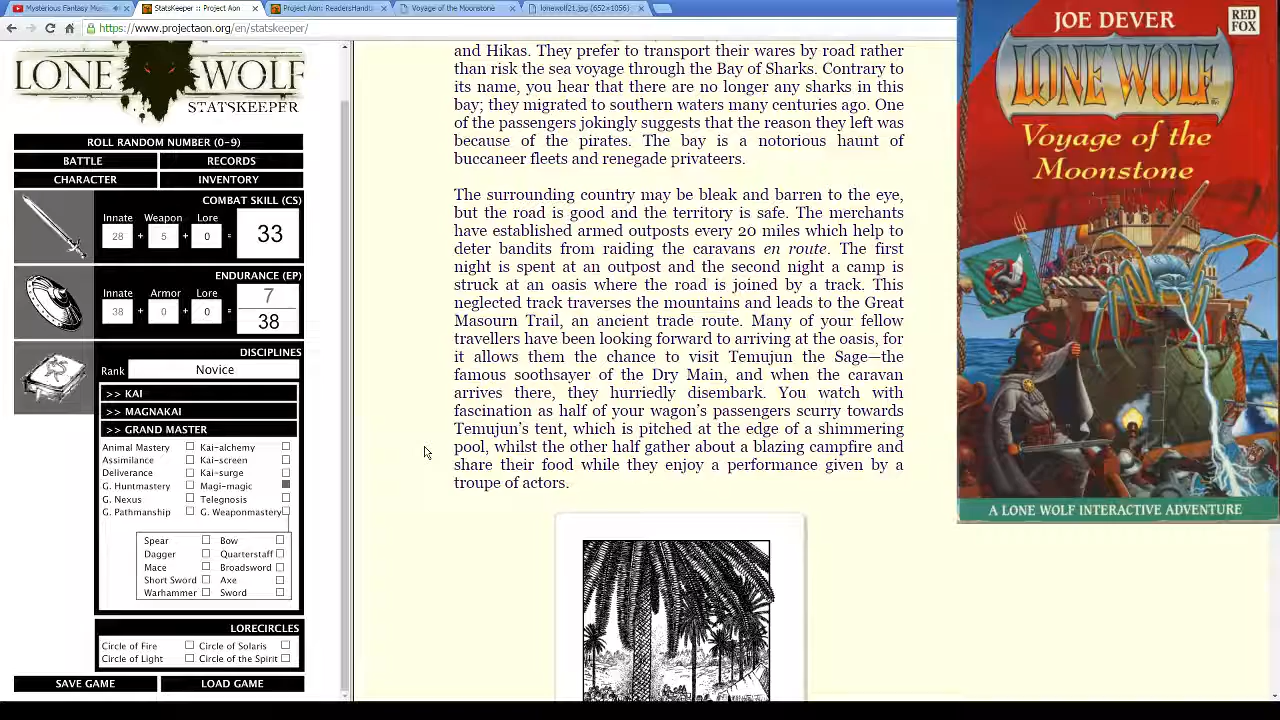 Mysterious Fantasy Mus
StatsKeeper :: Project Aon
Project Aon: ReadersHandb
Voyage of the Moonstone
lonewolf21.jpg (652×1056)
https://www.projectaon.org/en/statskeeper/
LONE WOLF
STATSKEEPER
ROLL RANDOM NUMBER (0-9)
BATTLE RECORDS
CHARACTER INVENTORY
COMBAT SKILL (CS)
Innate Weapon Lore
28 + 5 + 0 = 33
ENDURANCE (EP)
Innate Armor Lore
7
38 + 0 + 0 = 38
DISCIPLINES
Rank Novice
>> KAI
>> MAGNAKAI
>> GRAND MASTER
Animal Mastery Kai-alchemy
Assimilance Kai-screen
Deliverance Kai-surge
G. Huntmastery Magi-magic
G. Nexus Telegnosis
G. Pathmanship G. Weaponmastery
Spear Bow
Dagger Quarterstaff
Mace Broadsword
Short Sword Axe
Warhammer Sword
LORECIRCLES
Circle of Fire Circle of Solaris
Circle of Light Circle of the Spirit
SAVE GAME LOAD GAME
and Hikas. They prefer to transport their wares by road rather
than risk the sea voyage through the Bay of Sharks. Contrary to
its name, you hear that there are no longer any sharks in this
bay; they migrated to southern waters many centuries ago. One
of the passengers jokingly suggests that the reason they left was
because of the pirates. The bay is a notorious haunt of
buccaneer fleets and renegade privateers.
The surrounding country may be bleak and barren to the eye,
but the road is good and the territory is safe. The merchants
have established armed outposts every 20 miles which help to
deter bandits from raiding the caravans en route. The first
night is spent at an outpost and the second night a camp is
struck at an oasis where the road is joined by a track. This
neglected track traverses the mountains and leads to the Great
Masourn Trail, an ancient trade route. Many of your fellow
travellers have been looking forward to arriving at the oasis, for
it allows them the chance to visit Temujun the Sage—the
famous soothsayer of the Dry Main, and when the caravan
arrives there, they hurriedly disembark. You watch with
fascination as half of your wagon's passengers scurry towards
Temujun's tent, which is pitched at the edge of a shimmering
pool, whilst the other half gather about a blazing campfire and
share their food while they enjoy a performance given by a
troupe of actors.
JOE DEVER
RED
FOX
LONE WOLF
Voyage of the
Moonstone
A LONE WOLF INTERACTIVE ADVENTURE